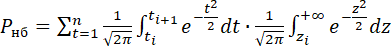 $P_{\text{нб}} = \sum_{t=1}^{n} \frac{1}{\sqrt{2\pi}} \int_{t_i}^{t_{i+1}} e^{-\frac{t^2}{2}} dt \cdot \frac{1}{\sqrt{2\pi}} \int_{z_i}^{+\infty} e^{-\frac{z^2}{2}} dz$